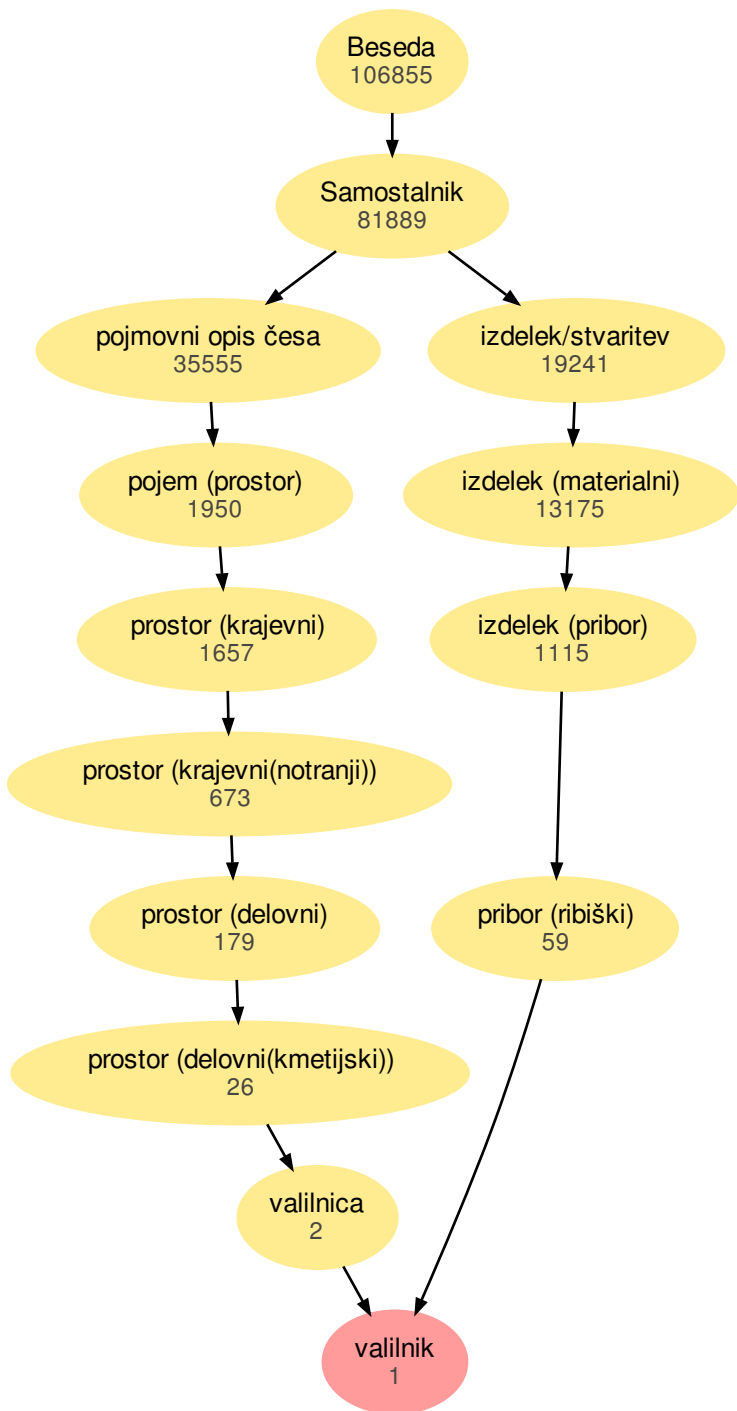 Beseda
106855
Samostalnik
81889
pojmovni opis česa
35555
izdelek/stvaritev
19241
pojem (prostor)
1950
izdelek (materialni)
13175
prostor (krajevni)
1657
izdelek (pribor)
1115
prostor (krajevni(notranji))
673
prostor (delovni)
179
pribor (ribiški)
59
prostor (delovni(kmetijski))
26
valilnica
2
valilnik
1